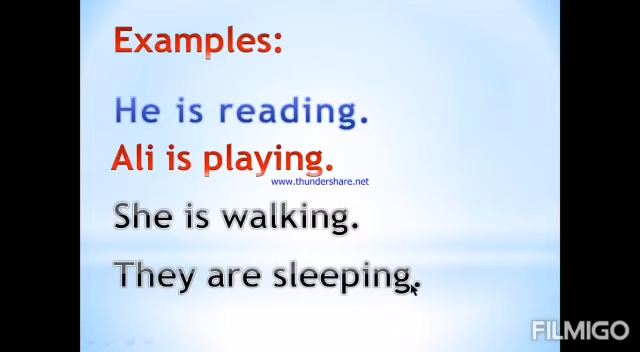 Examples:
He is reading.
Ali is playing.
www.thundershare.net
She is walking.
They are sleeping.
FILMIGO